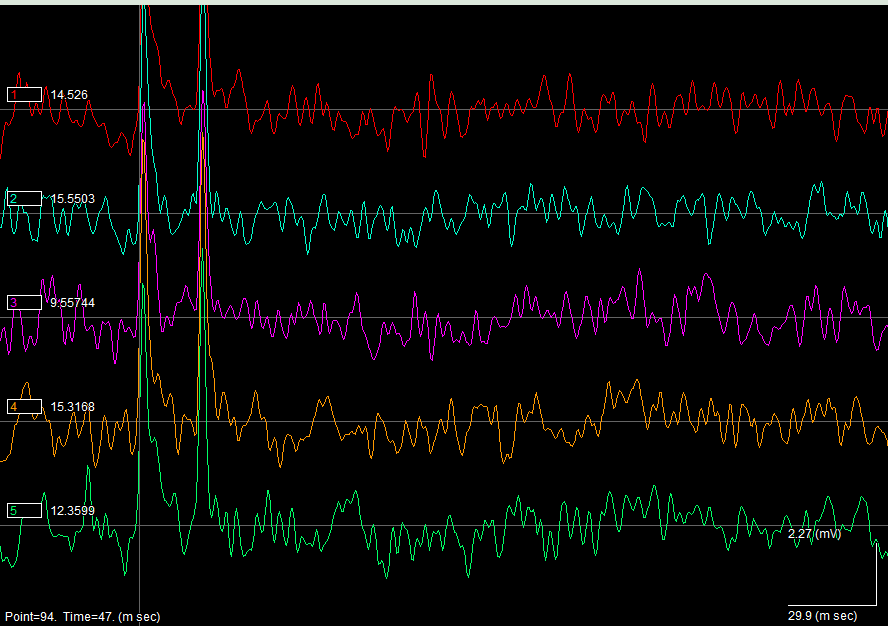 1 14.526
2 15.5503
3 9.55744
4 15.3168
5 12.3599
2.27 (mV)
Point=94. Time=47. (m sec)
29.9 (m sec)